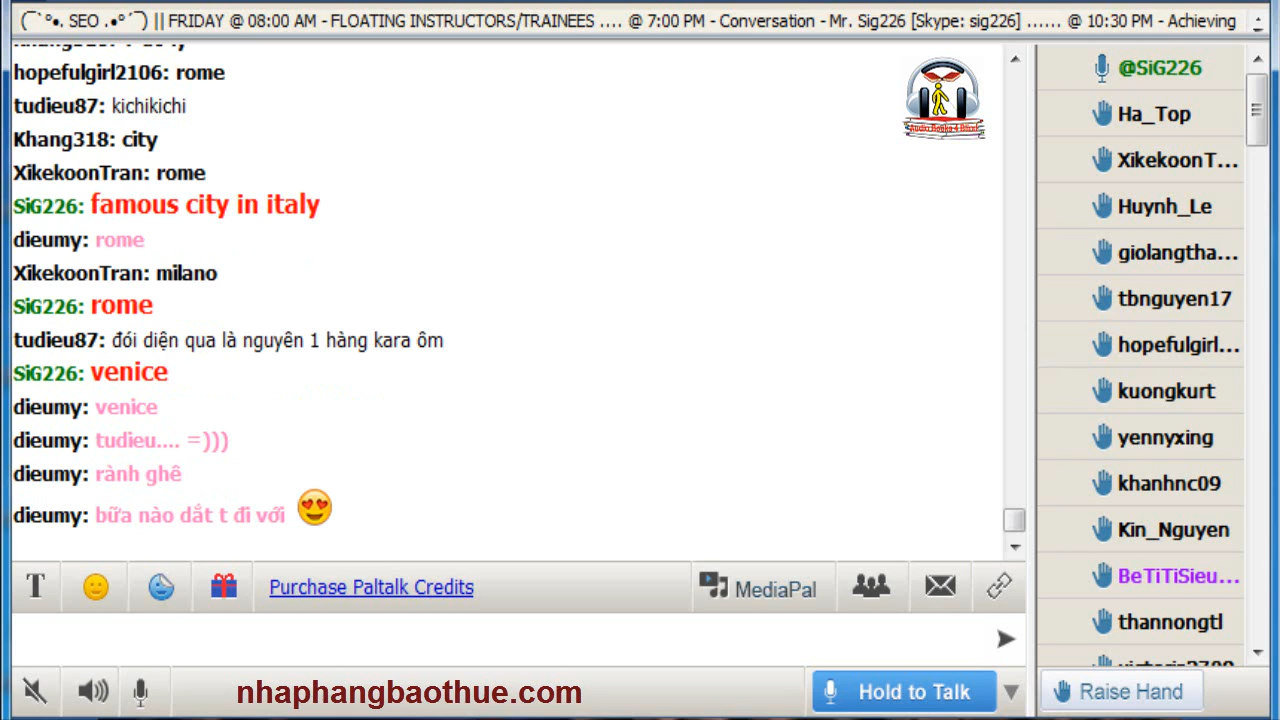 (¯`°•. SEO .•°´¯) || FRIDAY @ 08:00 AM - FLOATING INSTRUCTORS/TRAINEES .... @ 7:00 PM - Conversation - Mr. Sig226 [Skype: sig226] ...... @ 10:30 PM - Achieving
hopefulgirl2106: rome
tudieu87: kichikichi
Khang318: city
XikekoonTran: rome
SiG226: famous city in italy
dieumy: rome
XikekoonTran: milano
SiG226: rome
tudieu87: đói diện qua là nguyên 1 hàng kara ôm
SiG226: venice
dieumy: venice
dieumy: tudieu.... =)))
dieumy: rành ghê
dieumy: bữa nào dắt t đi với
@SiG226
Ha_Top
XikekoonT...
Huynh_Le
giolangtha...
tbnguyen17
hopefulgirl...
kuongkurt
yennyxing
khanhnc09
Kin_Nguyen
BeTiTiSieu...
thannongtl
T
Purchase Paltalk Credits
MediaPal
nhaphangbaothue.com
Hold to Talk
Raise Hand